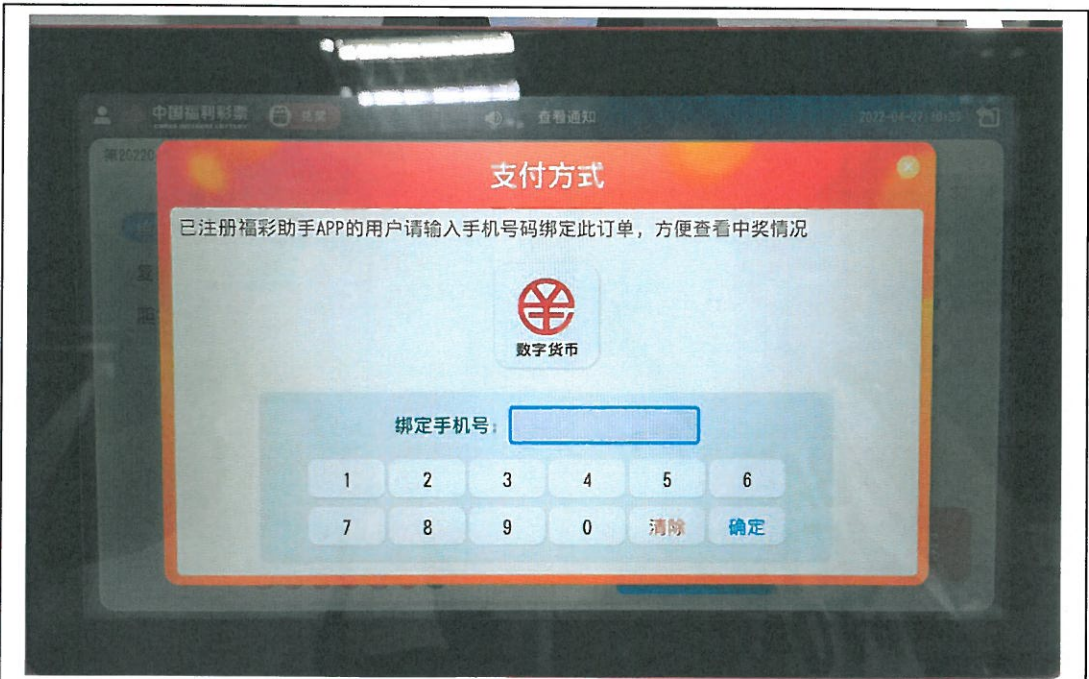 中国福利彩票
兑奖
查看通知
支付方式
已注册福彩助手APP的用户请输入手机号码绑定此订单，方便查看中奖情况
数字货币
绑定手机号：
1 2 3 4 5 6
7 8 9 0 清除 确定